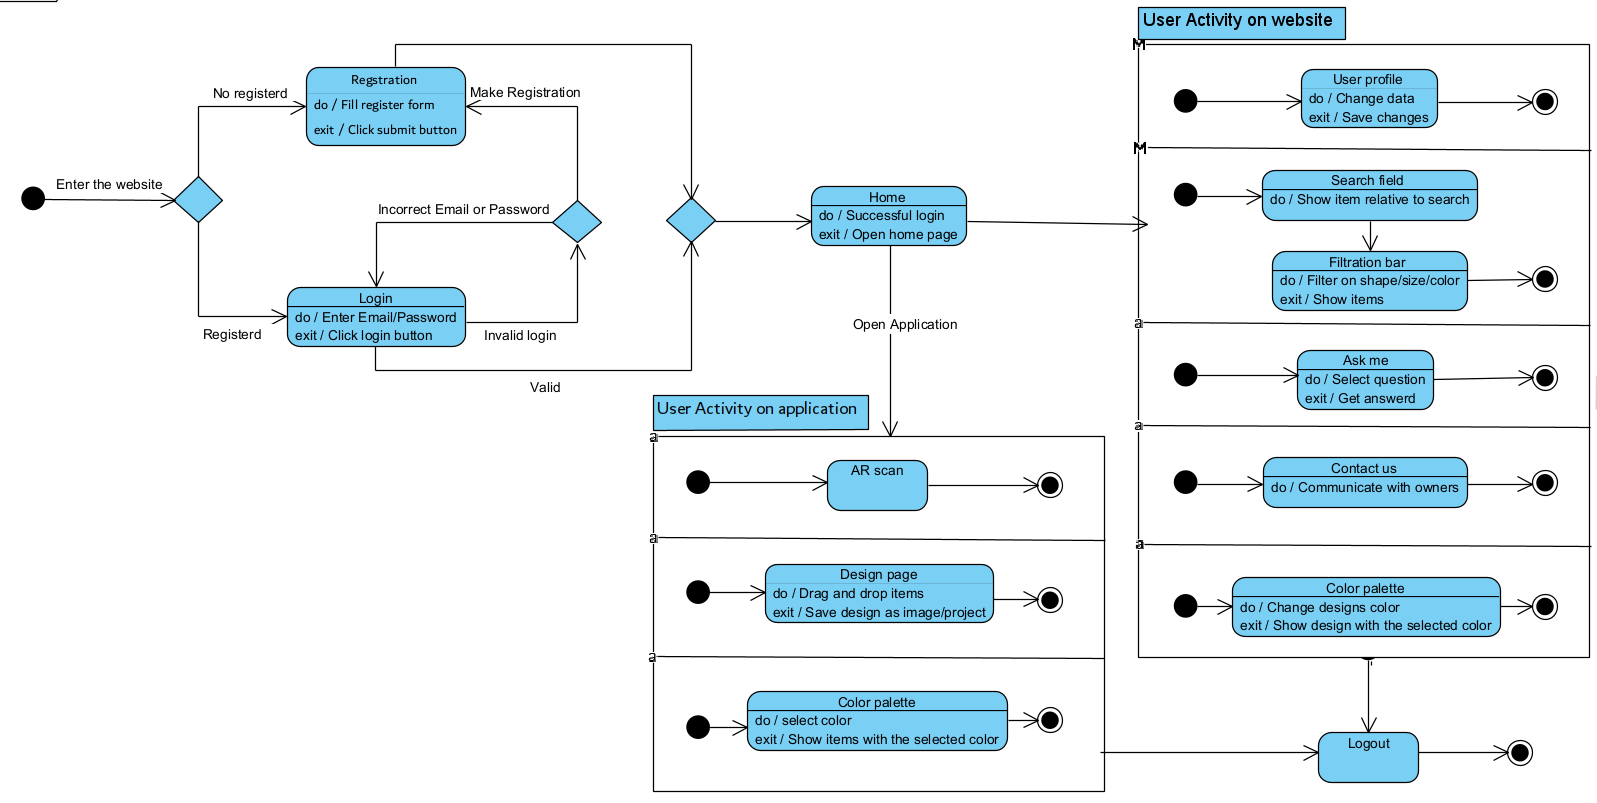 User Activity on website
M
User profile
do / Change data
exit / Save changes
M
Search field
do / Show item relative to search
Filtration bar
do / Filter on shape/size/color
exit / Show items
a
Ask me
do / Select question
exit / Get answerd
a
Contact us
do / Communicate with owners
a
Color palette
do / Change designs color
exit / Show design with the selected color
Regstration
do / Fill register form
exit / Click submit button
No registerd
Make Registration
Enter the website
Incorrect Email or Password
Login
do / Enter Email/Password
exit / Click login button
Registerd
Invalid login
Valid
Home
do / Successful login
exit / Open home page
Open Application
User Activity on application
a
AR scan
a
Design page
do / Drag and drop items
exit / Save design as image/project
a
Color palette
do / select color
exit / Show items with the selected color
Logout